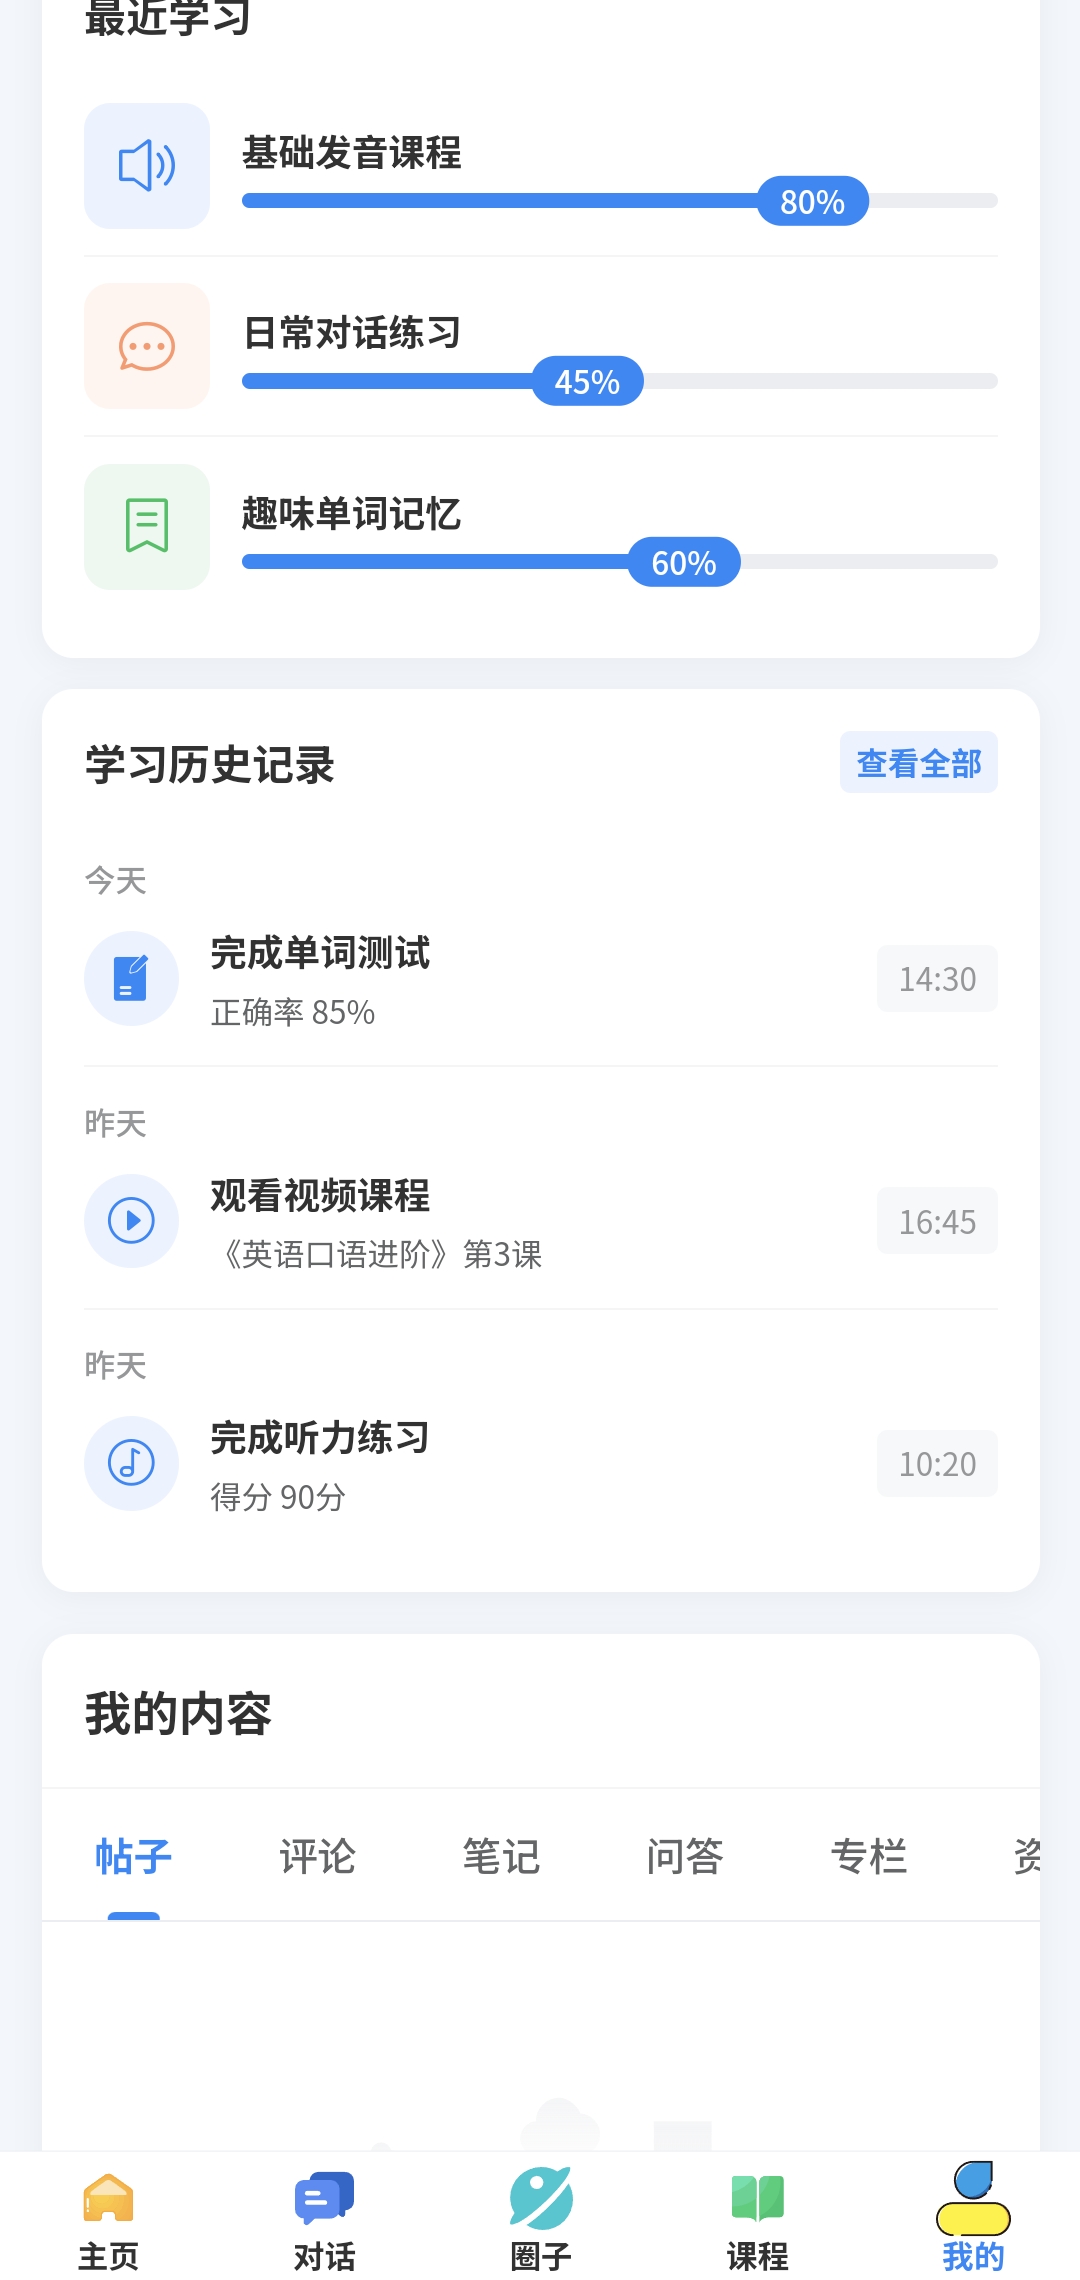 最近学习
基础发音课程
80%
日常对话练习
45%
趣味单词记忆
60%
学习历史记录
查看全部
今天
完成单词测试
正确率 85%
14:30
昨天
观看视频课程
《英语口语进阶》第3课
16:45
昨天
完成听力练习
得分 90分
10:20
我的内容
帖子 评论 笔记 问答 专栏
主页 对话 圈子 课程 我的